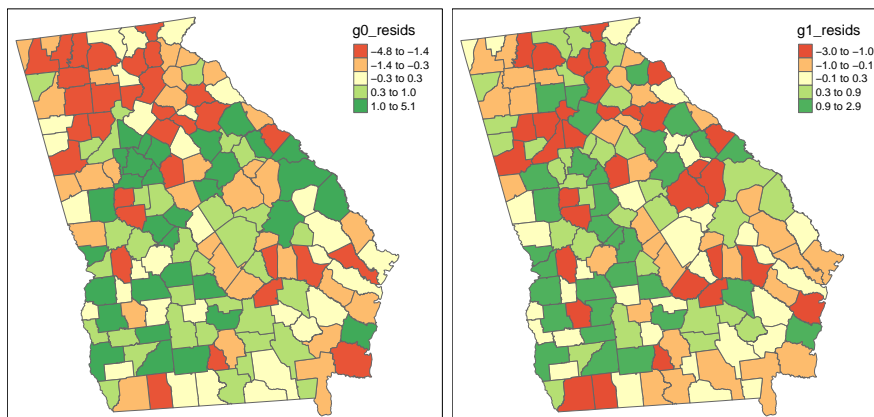 g0_resids
−4.8 to −1.4
−1.4 to −0.3
−0.3 to 0.3
0.3 to 1.0
1.0 to 5.1
g1_resids
−3.0 to −1.0
−1.0 to −0.1
−0.1 to 0.3
0.3 to 0.9
0.9 to 2.9